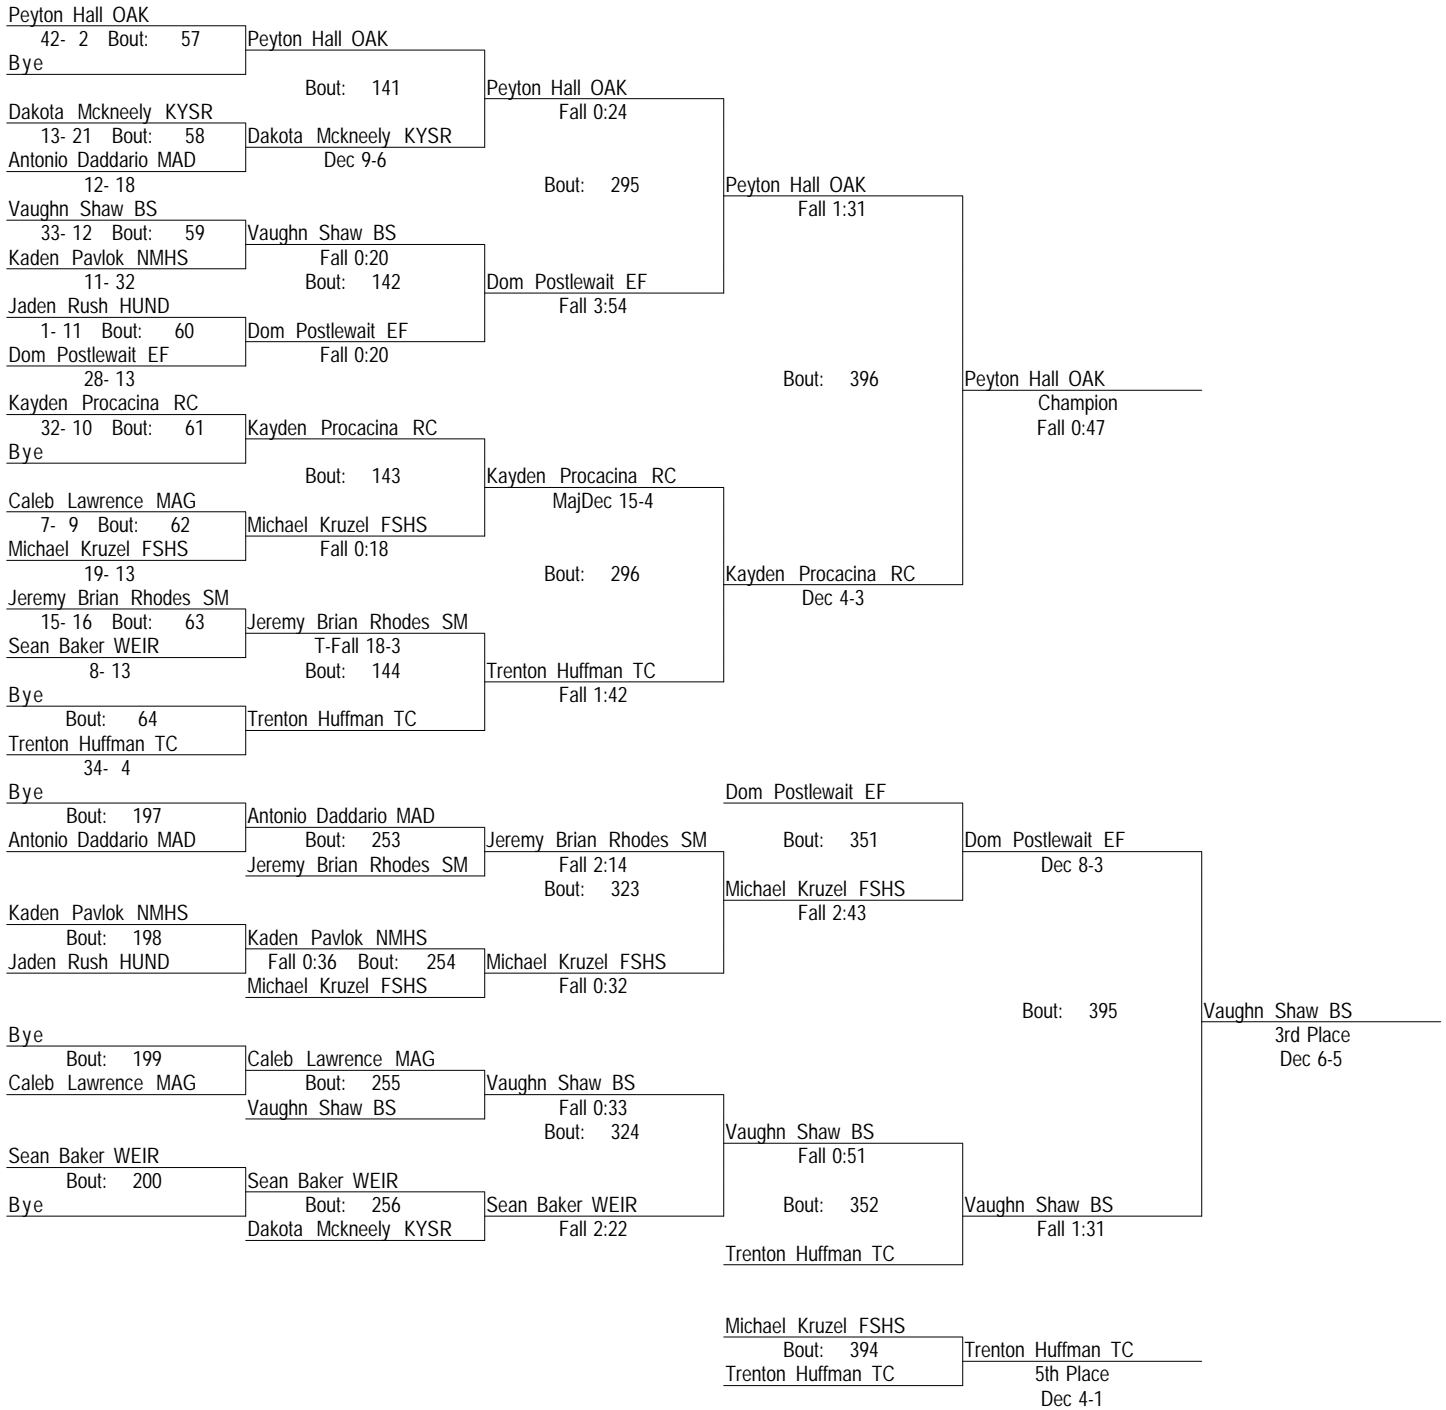 Peyton Hall OAK
42- 2 Bout: 57 Peyton Hall OAK
Bye
Bout: 141 Peyton Hall OAK
Dakota Mckneely KYSR Fall 0:24
13- 21 Bout: 58 Dakota Mckneely KYSR
Antonio Daddario MAD Dec 9-6
12- 18 Bout: 295 Peyton Hall OAK
Vaughn Shaw BS Fall 1:31
33- 12 Bout: 59 Vaughn Shaw BS
Kaden Pavlok NMHS Fall 0:20
11- 32 Bout: 142 Dom Postlewait EF
Jaden Rush HUND Fall 3:54
1- 11 Bout: 60 Dom Postlewait EF
Dom Postlewait EF Fall 0:20
28- 13 Bout: 396 Peyton Hall OAK
Kayden Procacina RC Champion
32- 10 Bout: 61 Kayden Procacina RC Fall 0:47
Bye
Bout: 143 Kayden Procacina RC
Caleb Lawrence MAG MajDec 15-4
7- 9 Bout: 62 Michael Kruzel FSHS
Michael Kruzel FSHS Fall 0:18
19- 13 Bout: 296 Kayden Procacina RC
Jeremy Brian Rhodes SM Dec 4-3
15- 16 Bout: 63 Jeremy Brian Rhodes SM
Sean Baker WEIR T-Fall 18-3
8- 13 Bout: 144 Trenton Huffman TC
Bye Fall 1:42
Bout: 64 Trenton Huffman TC
Trenton Huffman TC
34- 4
Bye Dom Postlewait EF
Bout: 197 Antonio Daddario MAD
Antonio Daddario MAD Bout: 253 Jeremy Brian Rhodes SM Bout: 351 Dom Postlewait EF
Jeremy Brian Rhodes SM Fall 2:14 Dec 8-3
Bout: 323 Michael Kruzel FSHS
Kaden Pavlok NMHS Fall 2:43
Bout: 198 Kaden Pavlok NMHS
Jaden Rush HUND Fall 0:36 Bout: 254 Michael Kruzel FSHS
Michael Kruzel FSHS Fall 0:32
Bout: 395 Vaughn Shaw BS
Bye 3rd Place
Bout: 199 Caleb Lawrence MAG Dec 6-5
Caleb Lawrence MAG Bout: 255 Vaughn Shaw BS
Vaughn Shaw BS Fall 0:33
Bout: 324 Vaughn Shaw BS
Sean Baker WEIR Fall 0:51
Bout: 200 Sean Baker WEIR
Bye Bout: 256 Sean Baker WEIR Bout: 352 Vaughn Shaw BS
Dakota Mckneely KYSR Fall 2:22 Fall 1:31
Trenton Huffman TC
Michael Kruzel FSHS
Bout: 394 Trenton Huffman TC
Trenton Huffman TC 5th Place
Dec 4-1